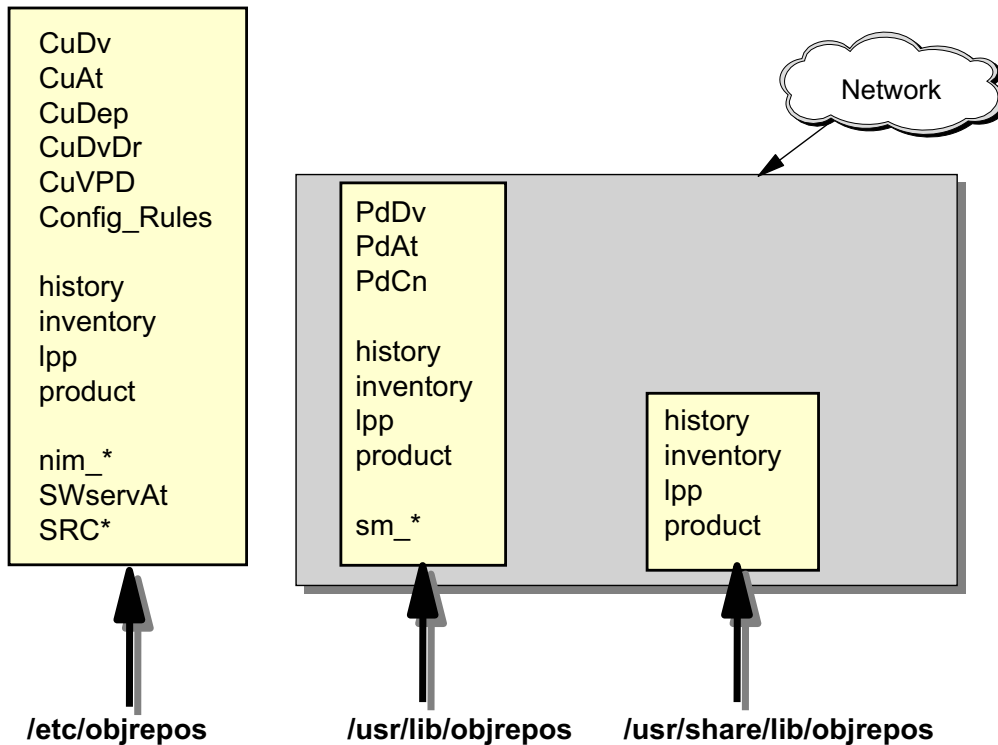 CuDv
CuAt
CuDep
CuDvDr
CuVPD
Config_Rules
history
inventory
lpp
product
nim_*
SWservAt
SRC*
/etc/objrepos
Network
PdDv
PdAt
PdCn
history
inventory
lpp
product
sm_*
/usr/lib/objrepos
history
inventory
lpp
product
/usr/share/lib/objrepos